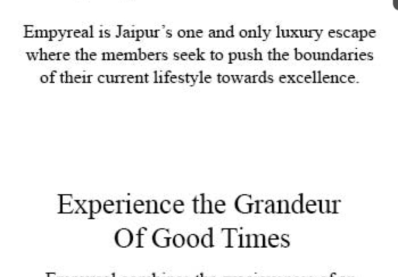 Empyreal is Jaipur's one and only luxury escape
where the members seek to push the boundaries
of their current lifestyle towards excellence.
Experience the Grandeur
Of Good Times